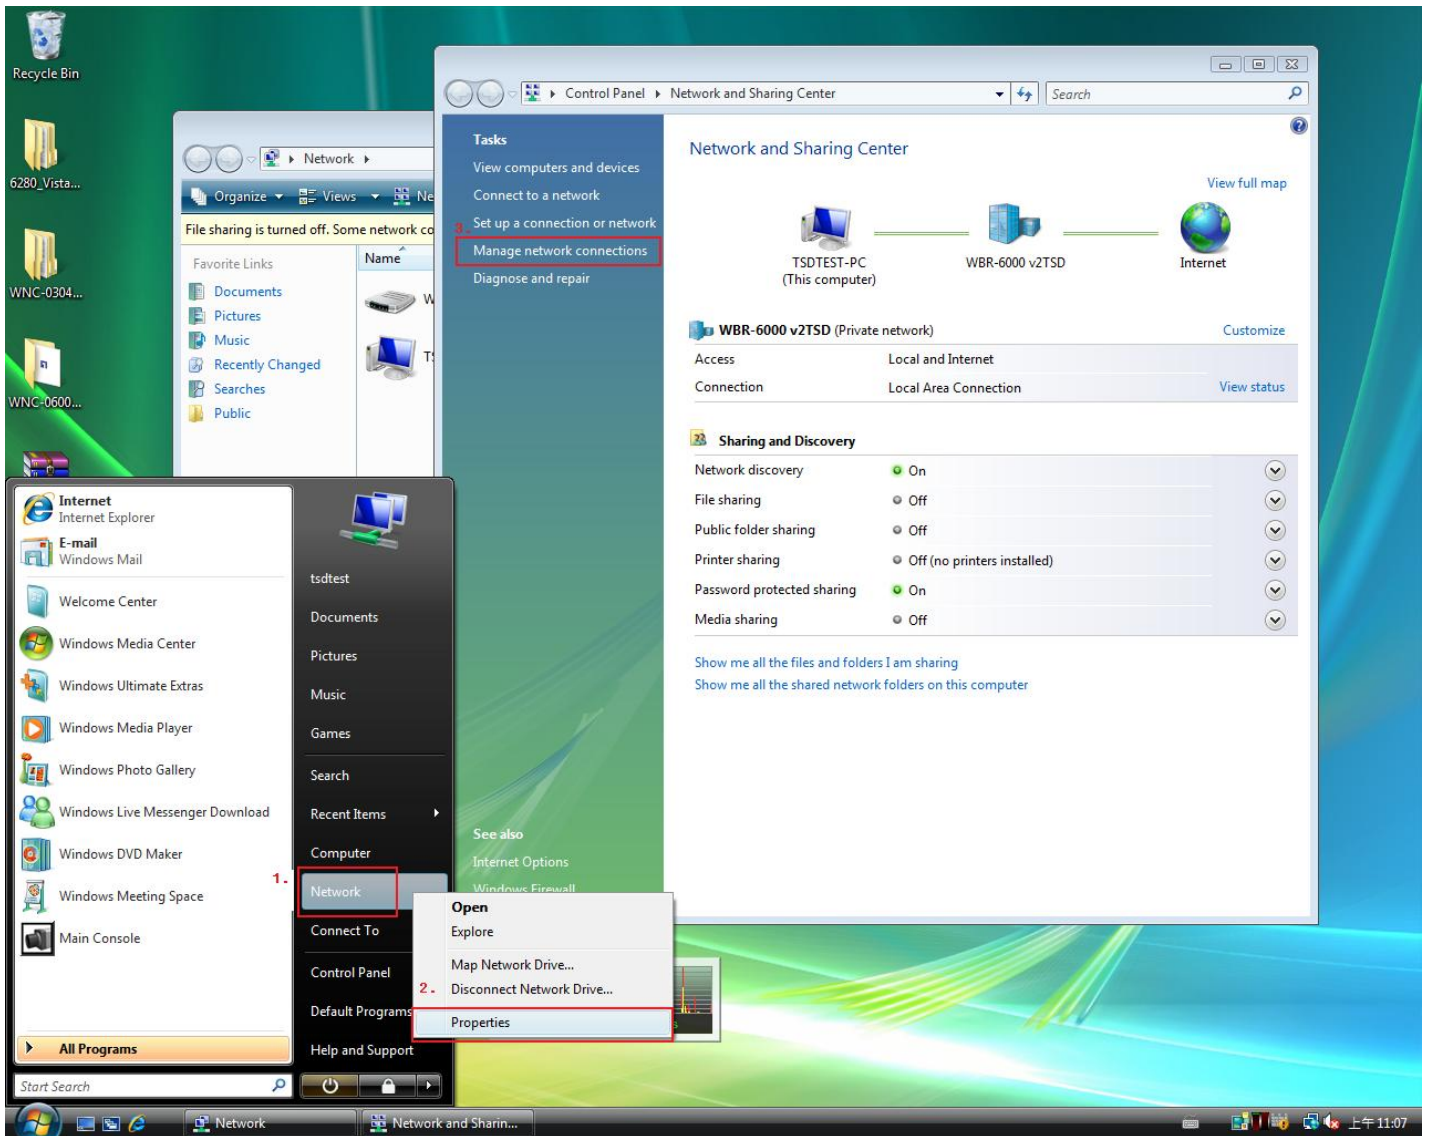 Recycle Bin
6280_Vista...
WNC-0304...
WNC-0600...
Network
Organize
Views
Ne
File sharing is turned off. Some network co
Favorite Links
Documents
Pictures
Music
Recently Changed
Searches
Public
Name
W
TS
Control Panel
Network and Sharing Center
Search
Tasks
View computers and devices
Connect to a network
Set up a connection or network
3.
Manage network connections
Diagnose and repair
See also
Internet Options
Windows Firewall
Network and Sharing Center
View full map
TSDTEST-PC
(This computer)
WBR-6000 v2TSD
Internet
WBR-6000 v2TSD (Private network)
Customize
Access
Local and Internet
Connection
Local Area Connection
View status
Sharing and Discovery
Network discovery
On
File sharing
Off
Public folder sharing
Off
Printer sharing
Off (no printers installed)
Password protected sharing
On
Media sharing
Off
Show me all the files and folders I am sharing
Show me all the shared network folders on this computer
Internet
Internet Explorer
E-mail
Windows Mail
Welcome Center
Windows Media Center
Windows Ultimate Extras
Windows Media Player
Windows Photo Gallery
Windows Live Messenger Download
Windows DVD Maker
Windows Meeting Space
Main Console
All Programs
Start Search
tsdtest
Documents
Pictures
Music
Games
Search
Recent Items
Computer
1.
Network
Connect To
Control Panel
Default Programs
Help and Support
Open
Explore
Map Network Drive...
2.
Disconnect Network Drive...
Properties
Network
Network and Sharin...
上午 11:07